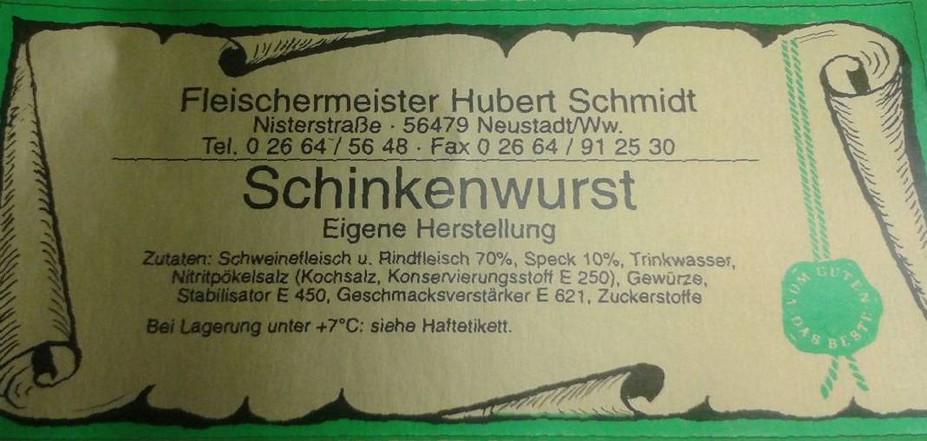 Fleischermeister Hubert Schmidt
Nisterstraße · 56479 Neustadt/Ww.
Tel. 0 26 64 / 56 48 · Fax 0 26 64 / 91 25 30
Schinkenwurst
Eigene Herstellung
Zutaten: Schweinefleisch u. Rindfleisch 70%, Speck 10%, Trinkwasser,
Nitritpökelsalz (Kochsalz, Konservierungsstoff E 250), Gewürze,
Stabilisator E 450, Geschmacksverstärker E 621, Zuckerstoffe
Bei Lagerung unter +7°C: siehe Haftetikett.
VOM GUTEN
DAS BESTE